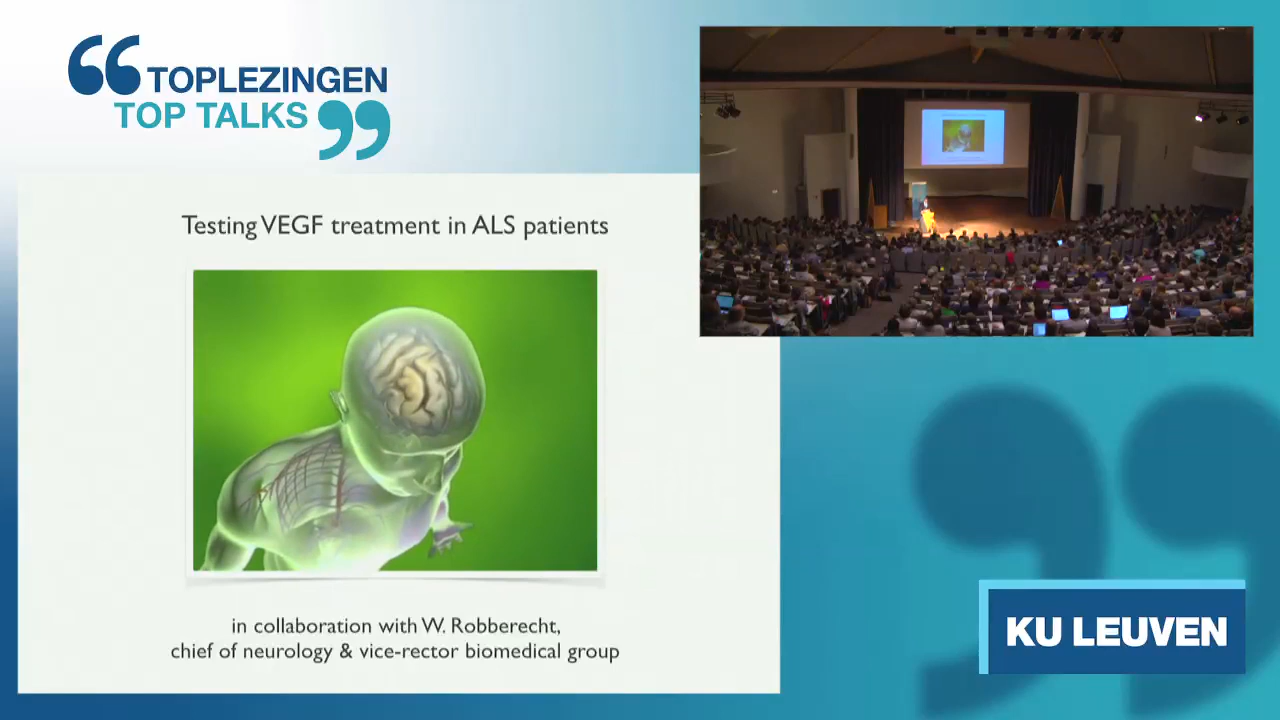 TOPLEZINGEN
TOP TALKS
Testing VEGF treatment in ALS patients
in collaboration with W. Robberecht,
chief of neurology & vice-rector biomedical group
KU LEUVEN